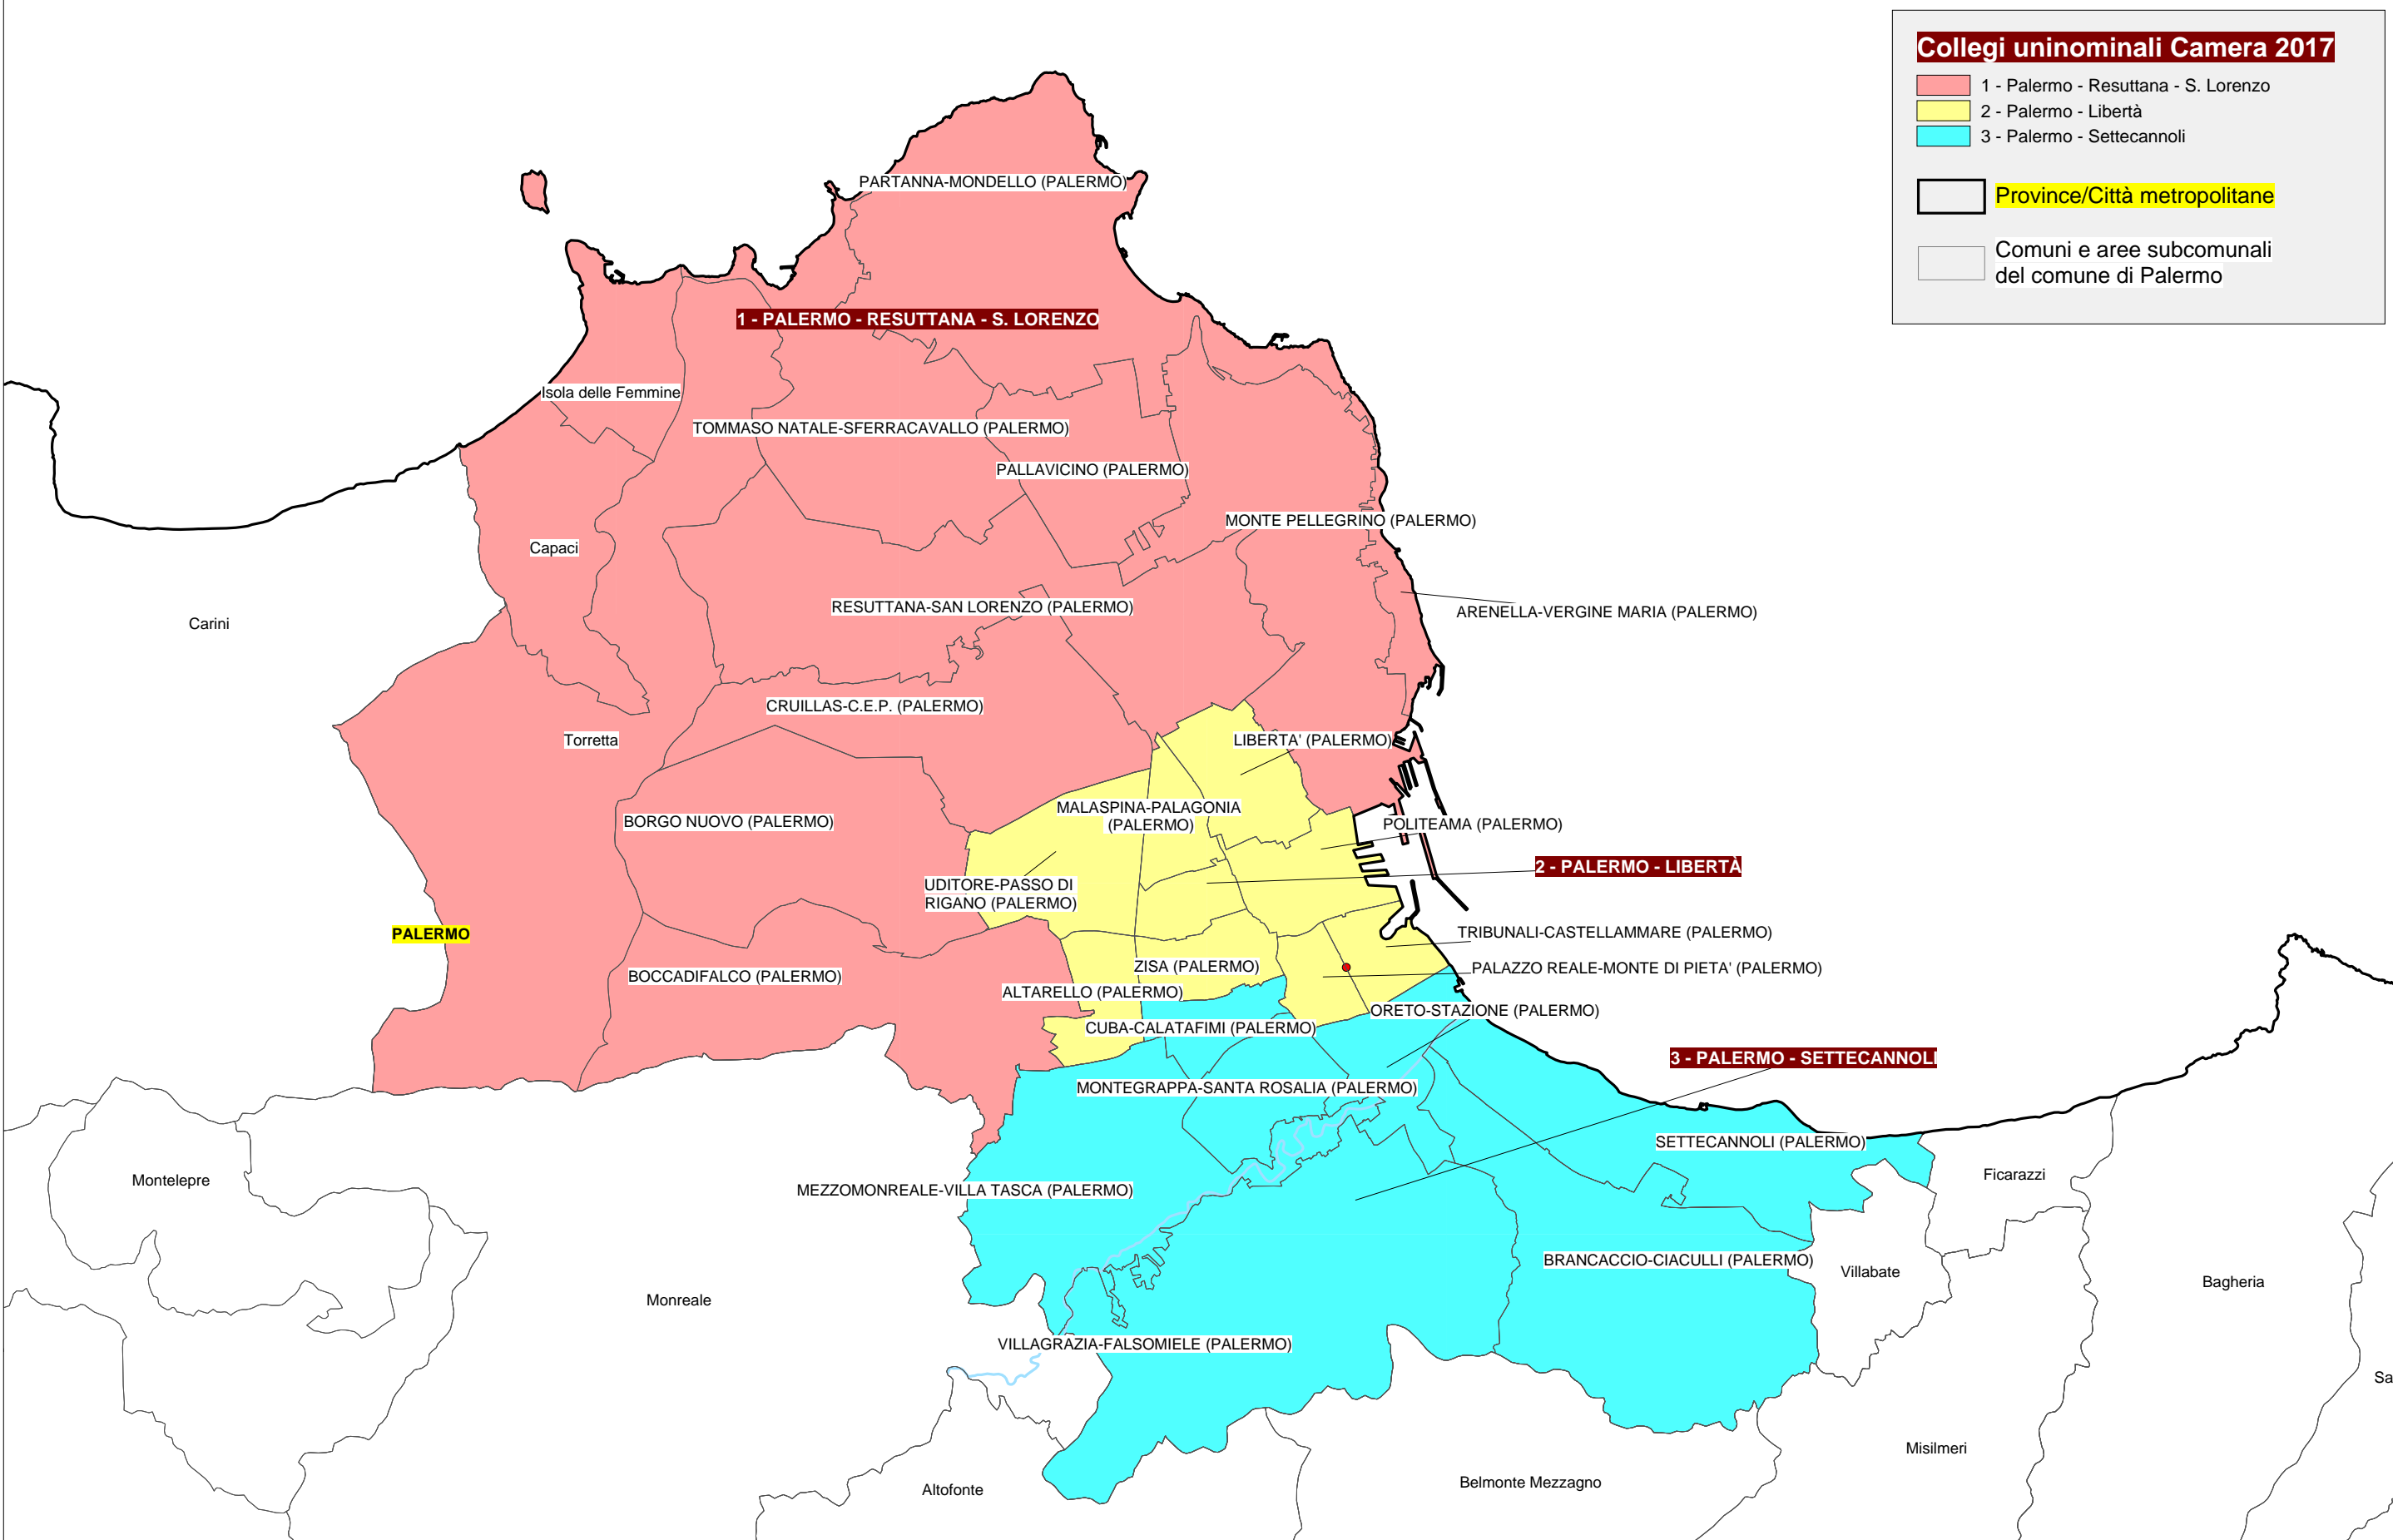 Collegi uninominali Camera 2017
1 - Palermo - Resuttana - S. Lorenzo
2 - Palermo - Libertà
3 - Palermo - Settecannoli
Province/Città metropolitane
Comuni e aree subcomunali
del comune di Palermo
PARTANNA-MONDELLO (PALERMO)
1 - PALERMO - RESUTTANA - S. LORENZO
Isola delle Femmine
TOMMASO NATALE-SFERRACAVALLO (PALERMO)
PALLAVICINO (PALERMO)
MONTE PELLEGRINO (PALERMO)
Capaci
RESUTTANA-SAN LORENZO (PALERMO)
ARENELLA-VERGINE MARIA (PALERMO)
Carini
CRUILLAS-C.E.P. (PALERMO)
Torretta
LIBERTA' (PALERMO)
MALASPINA-PALAGONIA
(PALERMO)
BORGO NUOVO (PALERMO)
POLITEAMA (PALERMO)
2 - PALERMO - LIBERTÀ
UDITORE-PASSO DI
RIGANO (PALERMO)
PALERMO
TRIBUNALI-CASTELLAMMARE (PALERMO)
ZISA (PALERMO)
PALAZZO REALE-MONTE DI PIETA' (PALERMO)
BOCCADIFALCO (PALERMO)
ALTARELLO (PALERMO)
ORETO-STAZIONE (PALERMO)
CUBA-CALATAFIMI (PALERMO)
3 - PALERMO - SETTECANNOLI
MONTEGRAPPA-SANTA ROSALIA (PALERMO)
SETTECANNOLI (PALERMO)
Ficarazzi
Montelepre
MEZZOMONREALE-VILLA TASCA (PALERMO)
BRANCACCIO-CIACULLI (PALERMO)
Villabate
Bagheria
Monreale
VILLAGRAZIA-FALSOMIELE (PALERMO)
Sa
Misilmeri
Belmonte Mezzagno
Altofonte